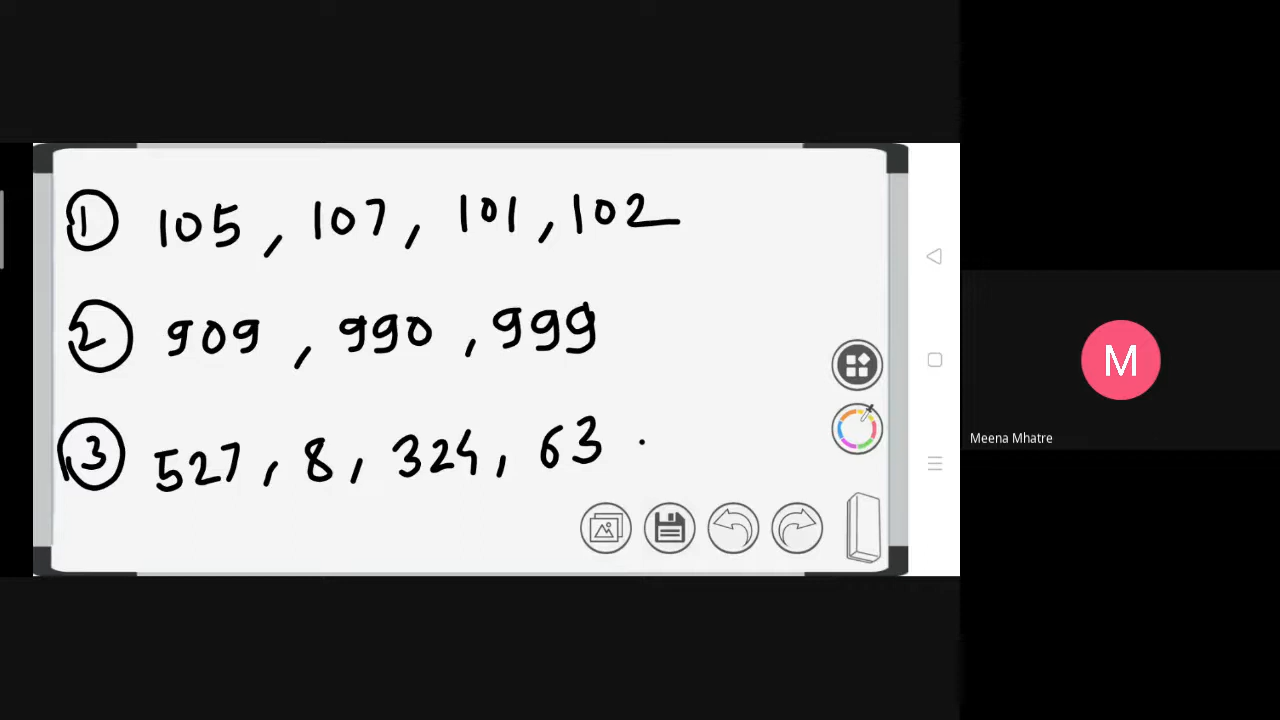 ① 105, 107, 101, 102
② 909, 990, 999
③ 527, 8, 324, 63.
M
Meena Mhatre